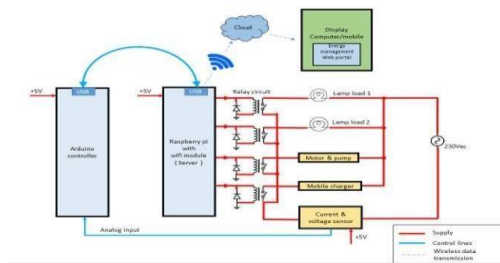 Cloud
Display
Computer/mobile
Energy
management
Web portal
+5V
USB
+5V
USB
Relay circuit
Lamp load 1
Lamp load 2
Arduino
controller
Raspberry pi
with
wifi module
( Server )
230Vac
Motor & pump
Mobile charger
Current &
voltage sensor
Analog Input
+5V
Supply
Control lines
Wireless data
transmission